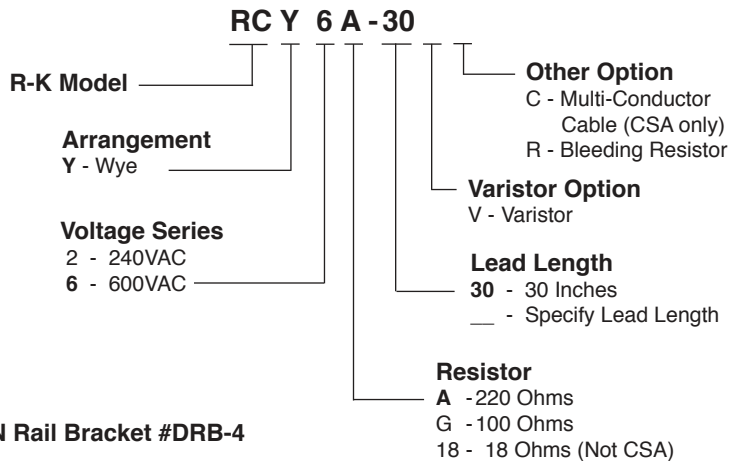 RC Y 6 A - 30
R-K Model
Other Option
C - Multi-Conductor
Cable (CSA only)
R - Bleeding Resistor
Arrangement
Y - Wye
Varistor Option
V - Varistor
Voltage Series
2 - 240VAC
6 - 600VAC
Lead Length
30 - 30 Inches
__ - Specify Lead Length
Resistor
A - 220 Ohms
G - 100 Ohms
18 - 18 Ohms (Not CSA)
Rail Bracket #DRB-4